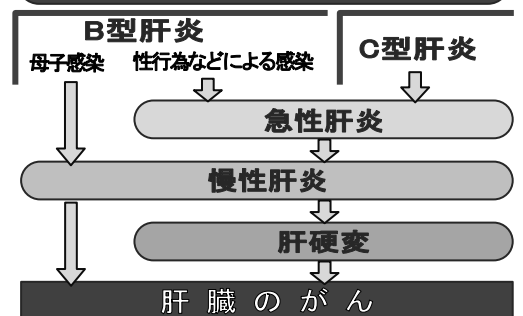 B型肝炎
C型肝炎
母子感染 性行為などによる感染
急性肝炎
慢性肝炎
肝硬変
肝臓のがん